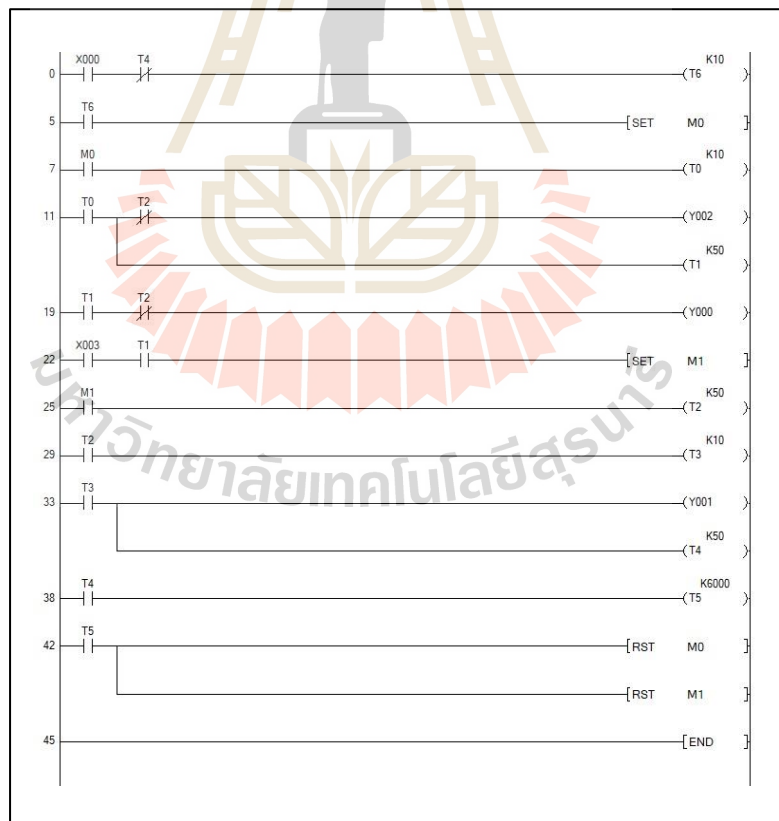 X000 T4 K10
0 (T6 )
T6
5 [SET M0 ]
M0 K10
7 (T0 )
T0 T2
11 (Y002 )
K50
(T1 )
T1 T2
19 (Y000 )
X003 T1
22 [SET M1 ]
M1 K50
25 (T2 )
T2 K10
29 (T3 )
T3
33 (Y001 )
K50
(T4 )
T4 K6000
38 (T5 )
T5
42 [RST M0 ]
[RST M1 ]
45 [END ]
มหาวิทยาลัยเทคโนโลยีสุรนารี